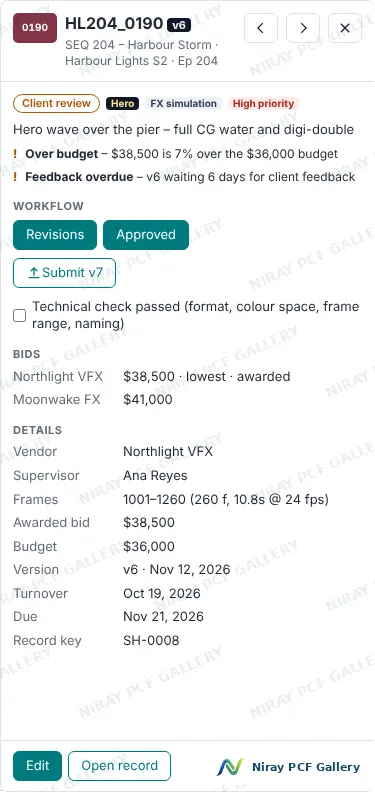 0190
HL204_0190 v6
SEQ 204 – Harbour Storm ·
Harbour Lights S2 · Ep 204
Client review Hero FX simulation High priority
Hero wave over the pier – full CG water and digi-double
! Over budget – $38,500 is 7% over the $36,000 budget
! Feedback overdue – v6 waiting 6 days for client feedback
WORKFLOW
Revisions Approved
Submit v7
Technical check passed (format, colour space, frame
range, naming)
BIDS
Northlight VFX $38,500 · lowest · awarded
Moonwake FX $41,000
DETAILS
Vendor Northlight VFX
Supervisor Ana Reyes
Frames 1001–1260 (260 f, 10.8s @ 24 fps)
Awarded bid $38,500
Budget $36,000
Version v6 · Nov 12, 2026
Turnover Oct 19, 2026
Due Nov 21, 2026
Record key SH-0008
Edit Open record Niray PCF Gallery
NIRAY PCF GALLERY